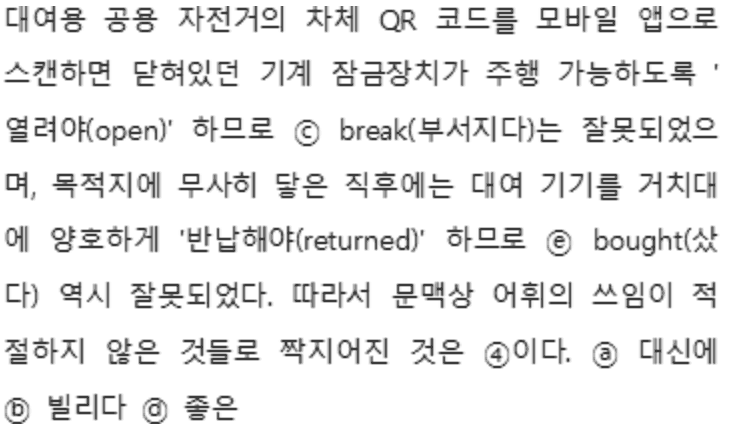 대여용 공용 자전거의 차체 QR 코드를 모바일 앱으로
스캔하면 닫혀있던 기계 잠금장치가 주행 가능하도록 '
열려야(open)' 하므로 ⓒ break(부서지다)는 잘못되었으
며, 목적지에 무사히 닿은 직후에는 대여 기기를 거치대
에 양호하게 '반납해야(returned)' 하므로 ⓔ bought(샀
다) 역시 잘못되었다. 따라서 문맥상 어휘의 쓰임이 적
절하지 않은 것들로 짝지어진 것은 ④이다. ⓐ 대신에
ⓑ 빌리다 ⓓ 좋은